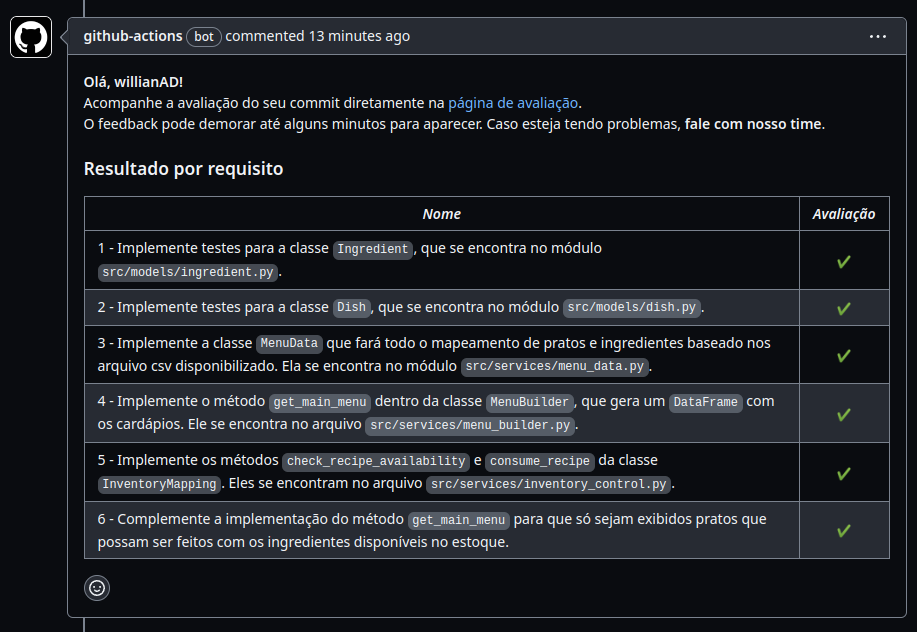 github-actions bot commented 13 minutes ago
Olá, willianAD!
Acompanhe a avaliação do seu commit diretamente na página de avaliação.
O feedback pode demorar até alguns minutos para aparecer. Caso esteja tendo problemas, fale com nosso time.
Resultado por requisito
Nome Avaliação
1 - Implemente testes para a classe Ingredient, que se encontra no módulo
src/models/ingredient.py.
2 - Implemente testes para a classe Dish, que se encontra no módulo src/models/dish.py.
3 - Implemente a classe MenuData que fará todo o mapeamento de pratos e ingredientes baseado nos
arquivo csv disponibilizado. Ela se encontra no módulo src/services/menu_data.py.
4 - Implemente o método get_main_menu dentro da classe MenuBuilder, que gera um DataFrame com
os cardápios. Ele se encontra no arquivo src/services/menu_builder.py.
5 - Implemente os métodos check_recipe_availability e consume_recipe da classe
InventoryMapping. Eles se encontram no arquivo src/services/inventory_control.py.
6 - Complemente a implementação do método get_main_menu para que só sejam exibidos pratos que
possam ser feitos com os ingredientes disponíveis no estoque.